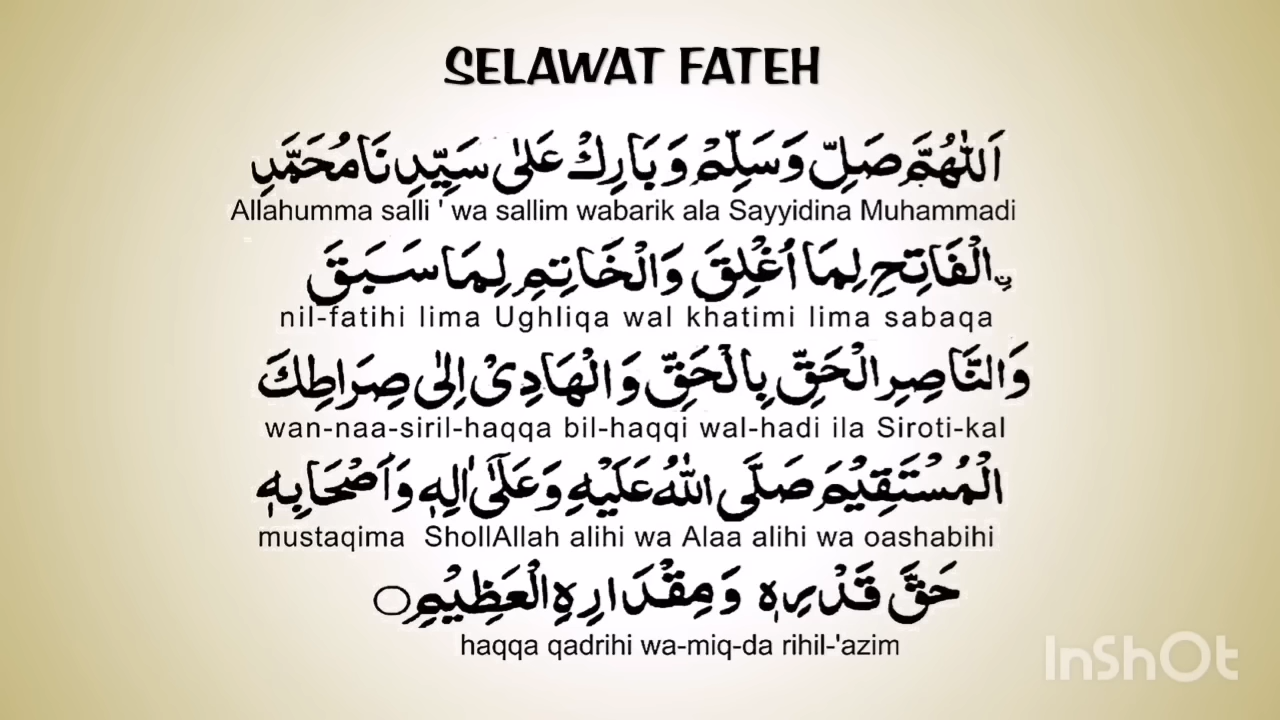 SELAWAT FATEH
اَللّٰهُمَّ صَلِّ وَسَلِّمْ وَبَارِكْ عَلٰى سَيِّدِنَا مُحَمَّدِ
Allahumma salli ' wa sallim wabarik ala Sayyidina Muhammadi
نِ الْفَاتِحِ لِمَا اُغْلِقَ وَالْخَاتِمِ لِمَا سَبَقَ
nil-fatihi lima Ughliqa wal khatimi lima sabaqa
وَالنَّاصِرِ الْحَقِّ بِالْحَقِّ وَالْهَادِيْ اِلٰى صِرَاطِكَ
wan-naa-siril-haqqa bil-haqqi wal-hadi ila Siroti-kal
الْمُسْتَقِيْمَ صَلَّى اللّٰهُ عَلَيْهِ وَعَلَىٰٓ اٰلِهٖ وَاَصْحَابِهٖ
mustaqima ShollAllah alihi wa Alaa alihi wa oashabihi
حَقَّ قَدْرِهٖ وَمِقْدَارِهِ الْعَظِيْمِ
haqqa qadrihi wa-miq-da rihil-'azim
InShOt